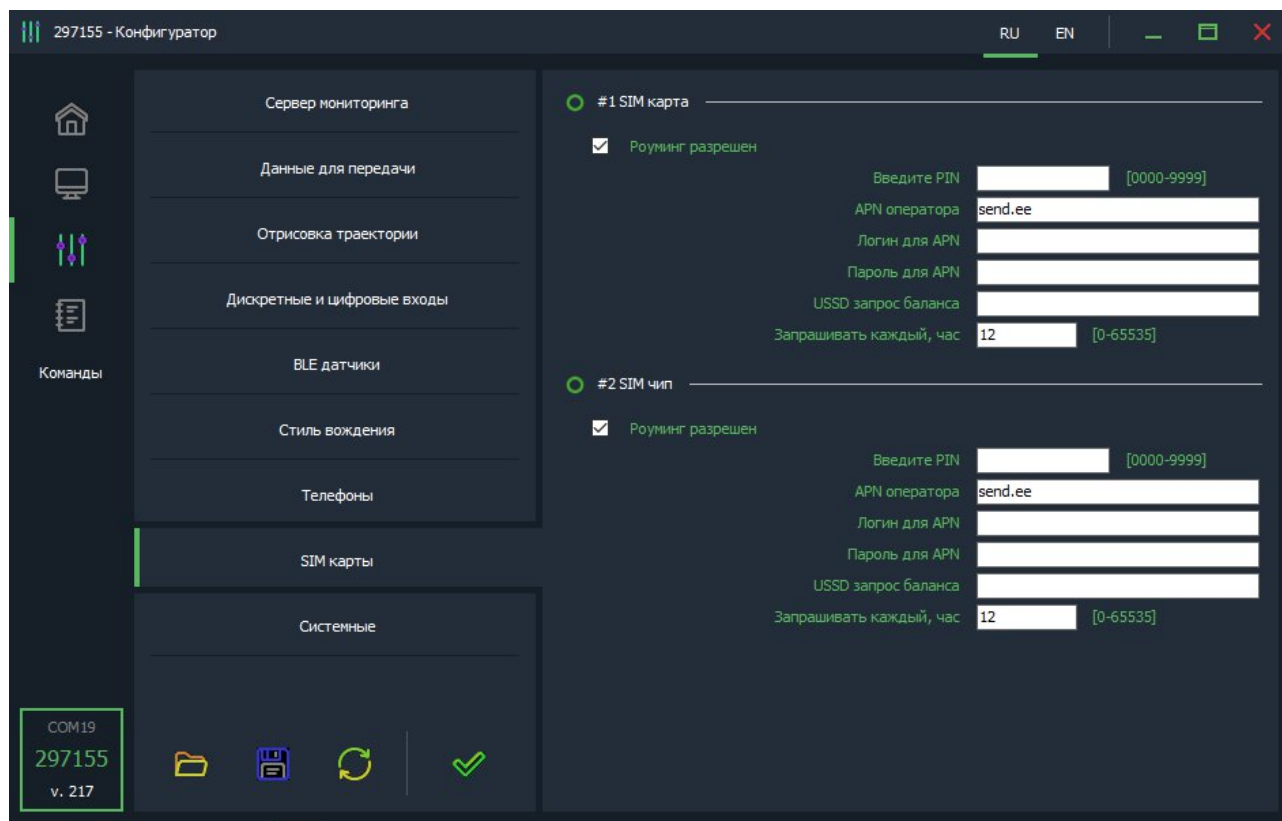 297155 - Конфигуратор
RU EN
Сервер мониторинга
Данные для передачи
Отрисовка траектории
Дискретные и цифровые входы
BLE датчики
Стиль вождения
Телефоны
SIM карты
Системные
Команды
COM19
297155
v. 217
#1 SIM карта
Роуминг разрешен
Введите PIN [0000-9999]
APN оператора send.ee
Логин для APN
Пароль для APN
USSD запрос баланса
Запрашивать каждый, час 12 [0-65535]
#2 SIM чип
Роуминг разрешен
Введите PIN [0000-9999]
APN оператора send.ee
Логин для APN
Пароль для APN
USSD запрос баланса
Запрашивать каждый, час 12 [0-65535]